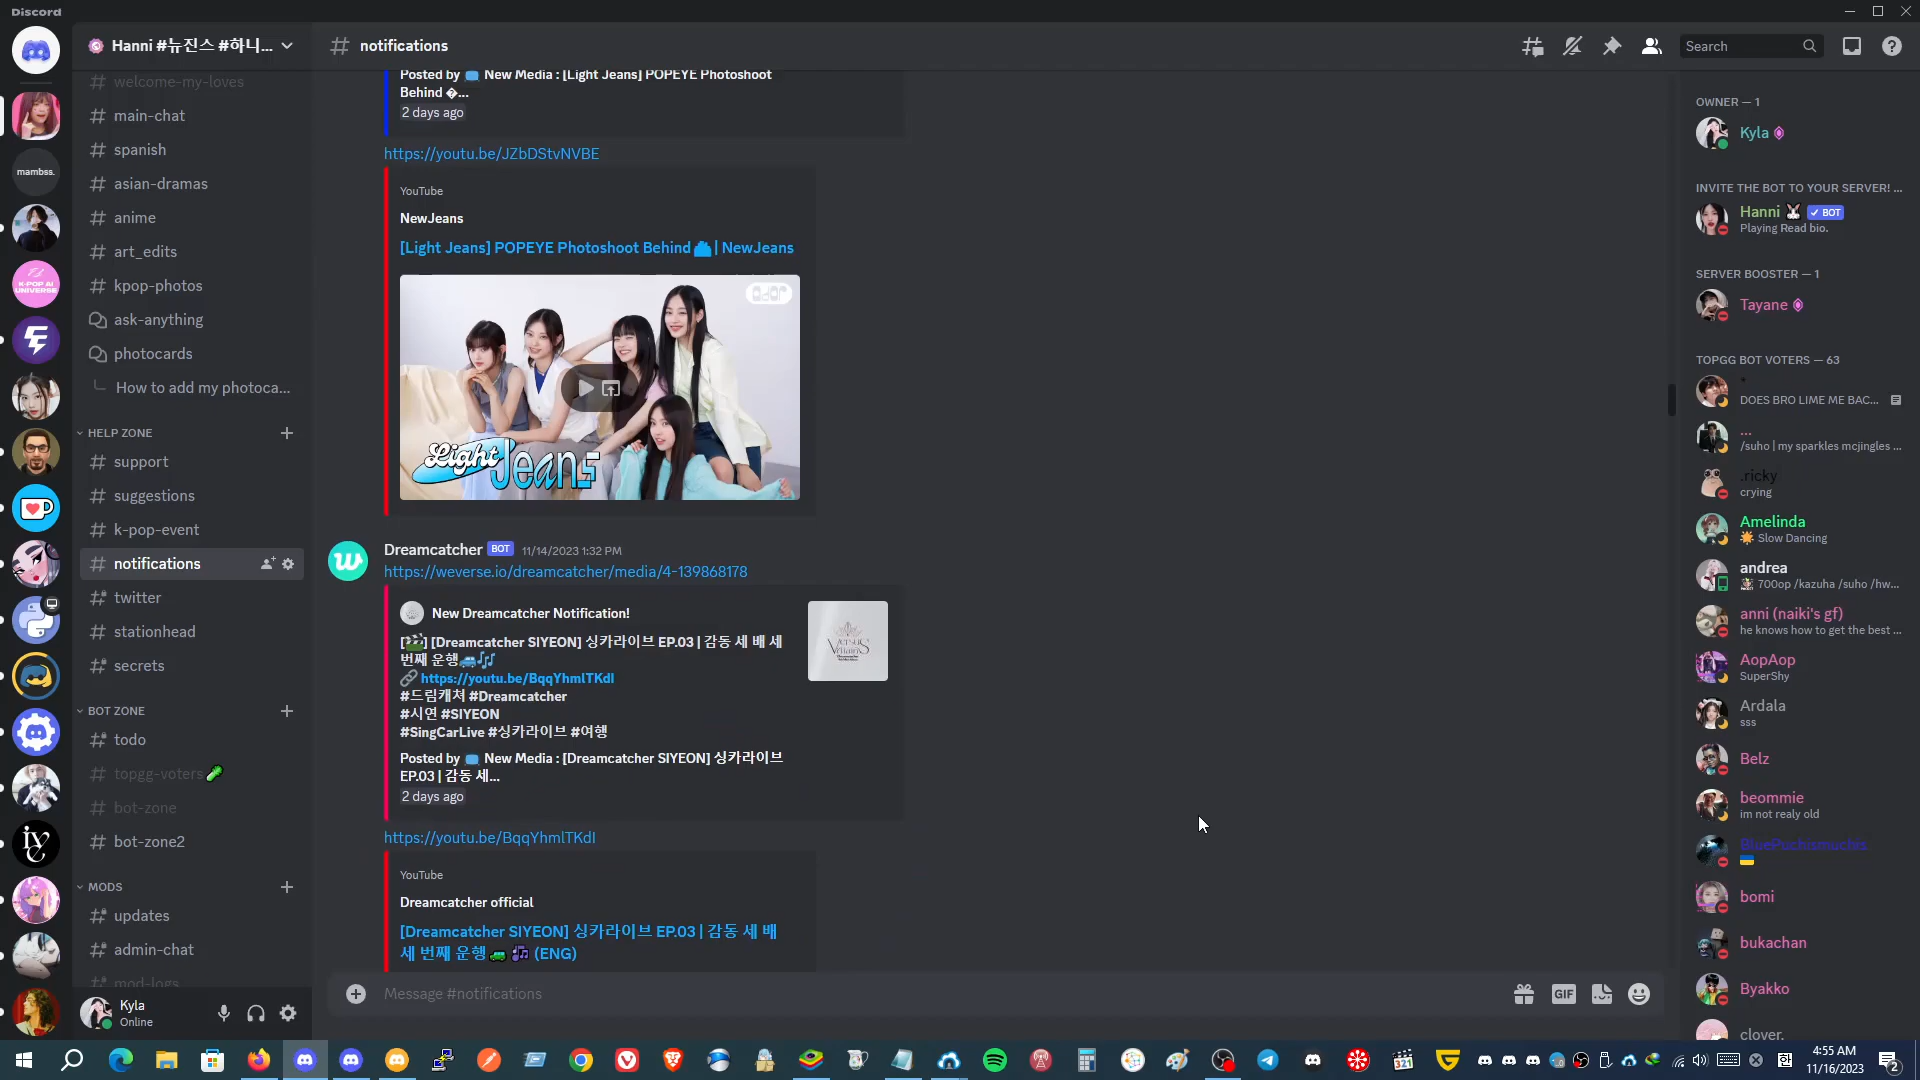 Discord
Hanni #뉴진스 #하니...
welcome-my-loves
main-chat
spanish
asian-dramas
anime
art_edits
kpop-photos
ask-anything
photocards
How to add my photoca...
HELP ZONE
support
suggestions
k-pop-event
notifications
twitter
stationhead
secrets
BOT ZONE
todo
topgg-voters
bot-zone
bot-zone2
MODS
updates
admin-chat
mod-logs
Kyla
Online
mambss.
K-POP AI
UNIVERSE
notifications
Search
Posted by New Media : [Light Jeans] POPEYE Photoshoot
Behind �...
2 days ago
https://youtu.be/JZbDStvNVBE
YouTube
NewJeans
[Light Jeans] POPEYE Photoshoot Behind | NewJeans
Light Jeans
Dreamcatcher BOT 11/14/2023 1:32 PM
https://weverse.io/dreamcatcher/media/4-139868178
New Dreamcatcher Notification!
[🎬] [Dreamcatcher SIYEON] 싱카라이브 EP.03 | 감동 세 배 세
번째 운행🚙🎶
🔗 https://youtu.be/BqqYhmlTKdI
#드림캐쳐 #Dreamcatcher
#시연 #SIYEON
#SingCarLive #싱카라이브 #여행
Posted by New Media : [Dreamcatcher SIYEON] 싱카라이브
EP.03 | 감동 세...
2 days ago
https://youtu.be/BqqYhmlTKdI
YouTube
Dreamcatcher official
[Dreamcatcher SIYEON] 싱카라이브 EP.03 | 감동 세 배
세 번째 운행 🚙 🎶 (ENG)
Message #notifications
GIF
OWNER — 1
Kyla
INVITE THE BOT TO YOUR SERVER! ...
Hanni BOT
Playing Read bio.
SERVER BOOSTER — 1
Tayane
TOPGG BOT VOTERS — 63
DOES BRO LIME ME BAC...
...
/suho | my sparkles mcjingles ...
.ricky
crying
Amelinda
Slow Dancing
andrea
700op /kazuha /suho /hw...
anni (naiki's gf)
he knows how to get the best ...
AopAop
SuperShy
Ardala
sss
Belz
beommie
im not realy old
BluePuchismuchis
bomi
bukachan
Byakko
clover.
4:55 AM
11/16/2023